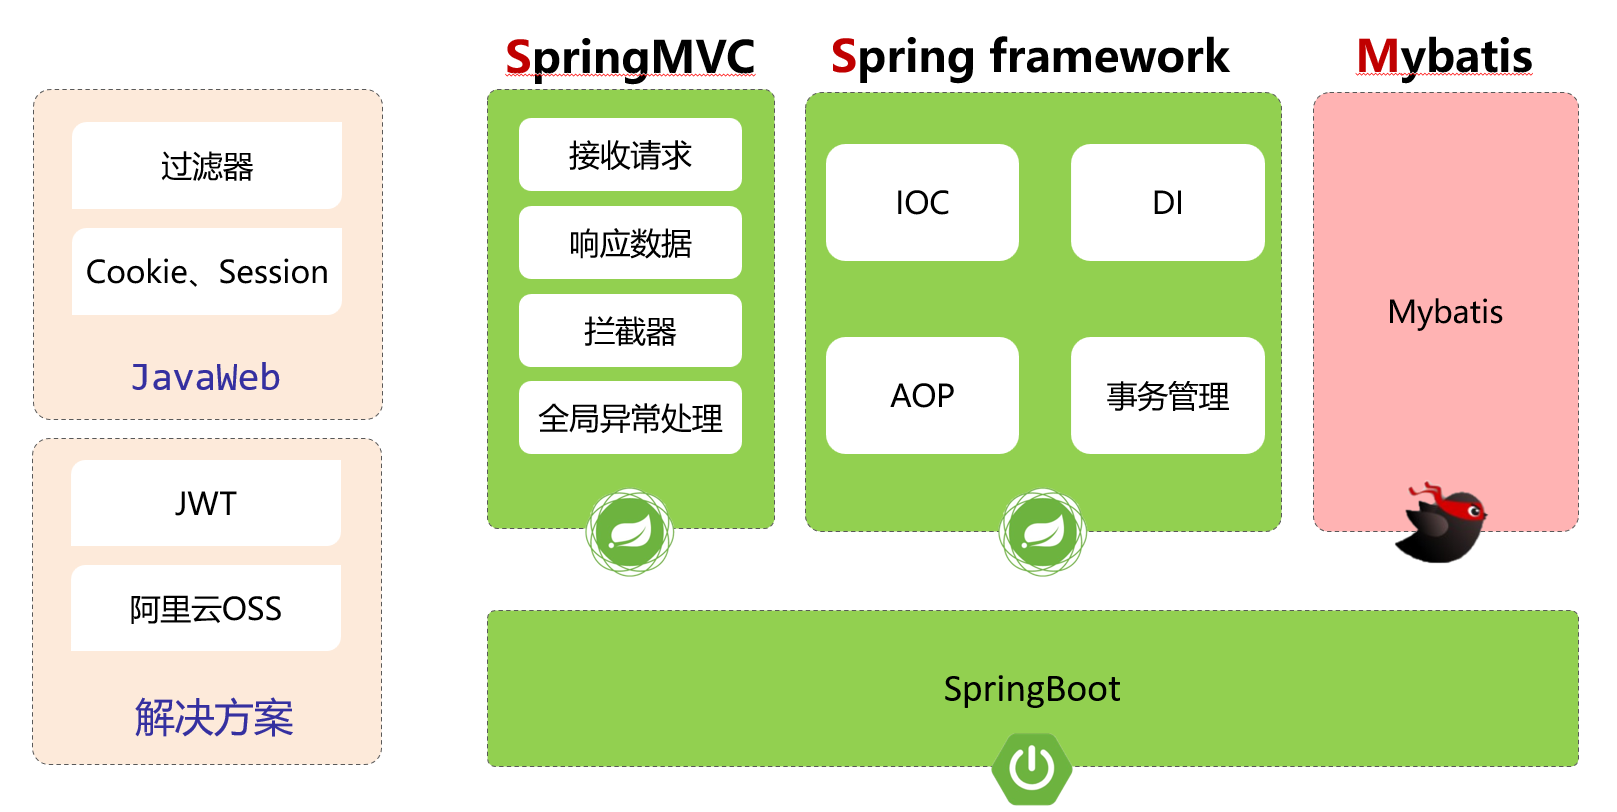 SpringMVC
Spring framework
Mybatis
过滤器
Cookie、Session
JavaWeb
JWT
阿里云OSS
解决方案
接收请求
响应数据
拦截器
全局异常处理
IOC
DI
AOP
事务管理
Mybatis
SpringBoot